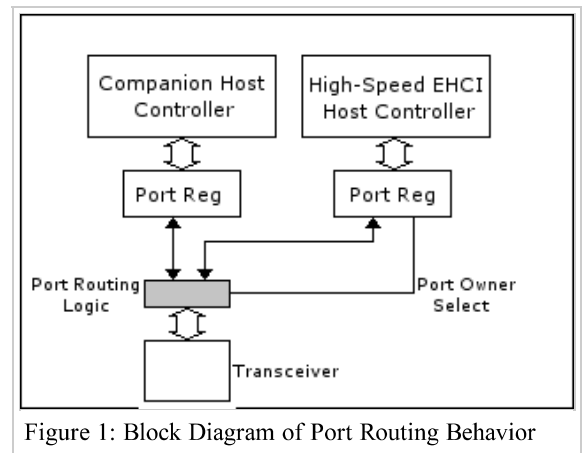 Companion Host
Controller
High-Speed EHCI
Host Controller
Port Reg
Port Reg
Port Routing
Logic
Port Owner
Select
Transceiver
Figure 1: Block Diagram of Port Routing Behavior